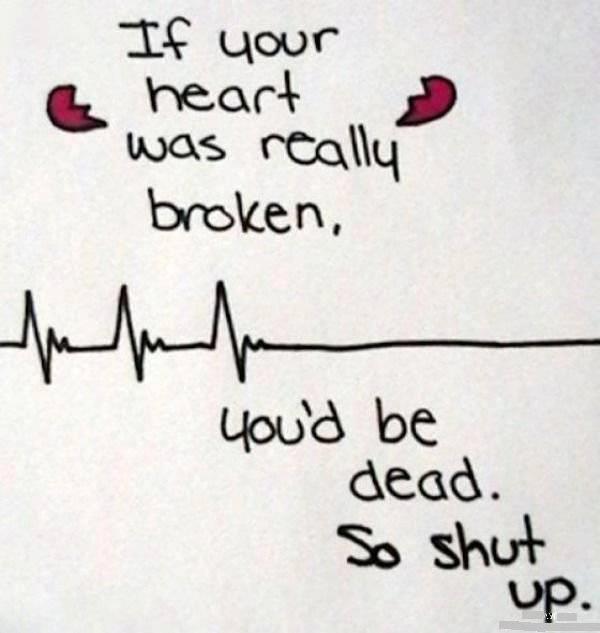 If your
heart
was really
broken,
you'd be
dead.
So shut
up.